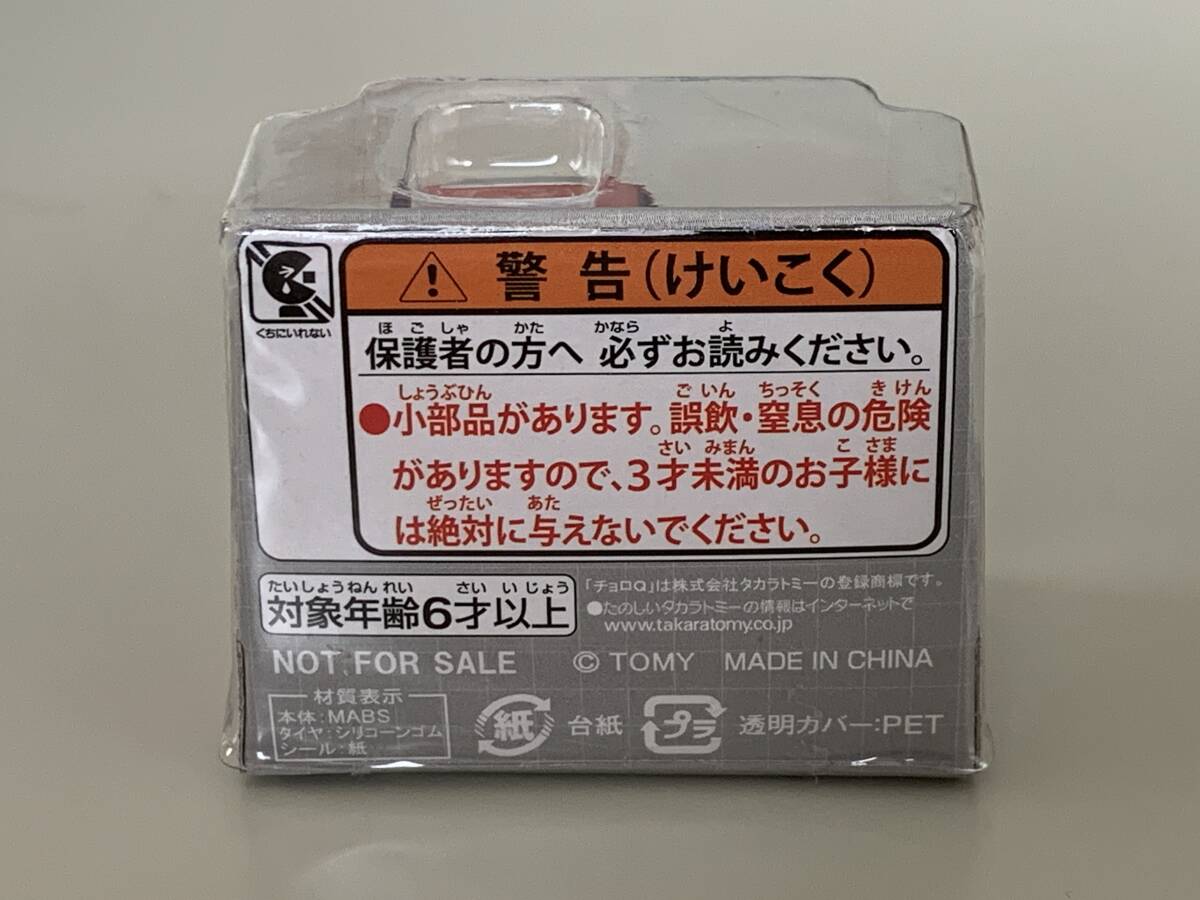 くちにいれない
警告(けいこく)
ほごしゃ かた かなら よ
保護者の方へ 必ずお読みください。
しょうぶひん ごいん ちっそく きけん
●小部品があります。誤飲・窒息の危険
さい みまん こさま
がありますので、3才未満のお子様に
ぜったい あた
は絶対に与えないでください。
たいしょうねんれい さいいじょう
対象年齢6才以上
「チョロQ」は株式会社タカラトミーの登録商標です。
●たのしいタカラトミーの情報はインターネットで
www.takaratomy.co.jp
NOT FOR SALE © TOMY MADE IN CHINA
材質表示
本体:MABS
タイヤ:シリコーンゴム
シール:紙
紙 台紙 プラ 透明カバー:PET